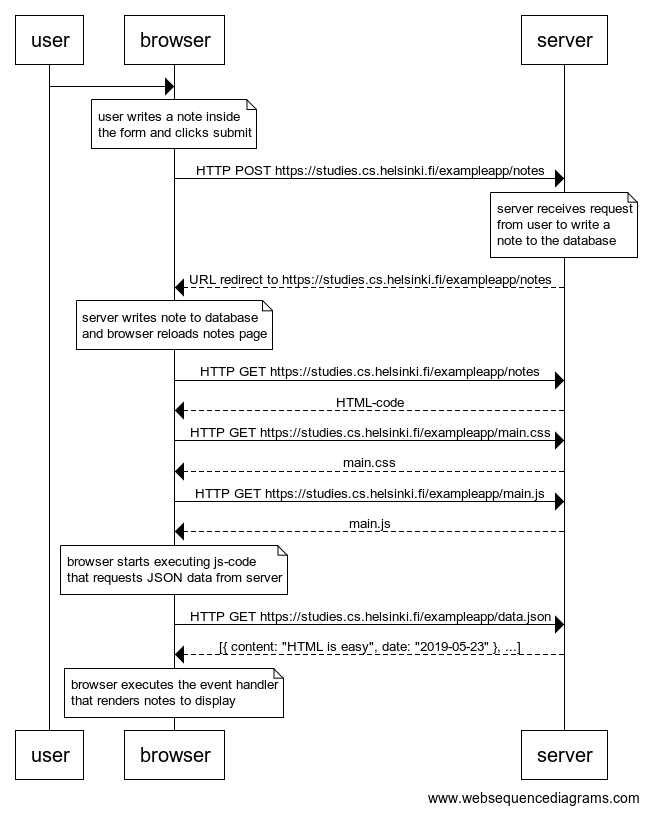 user
browser
server
user writes a note inside
the form and clicks submit
HTTP POST https://studies.cs.helsinki.fi/exampleapp/notes
server receives request
from user to write a
note to the database
URL redirect to https://studies.cs.helsinki.fi/exampleapp/notes
server writes note to database
and browser reloads notes page
HTTP GET https://studies.cs.helsinki.fi/exampleapp/notes
HTML-code
HTTP GET https://studies.cs.helsinki.fi/exampleapp/main.css
main.css
HTTP GET https://studies.cs.helsinki.fi/exampleapp/main.js
main.js
browser starts executing js-code
that requests JSON data from server
HTTP GET https://studies.cs.helsinki.fi/exampleapp/data.json
[{ content: "HTML is easy", date: "2019-05-23" }, ...]
browser executes the event handler
that renders notes to display
user
browser
server
www.websequencediagrams.com